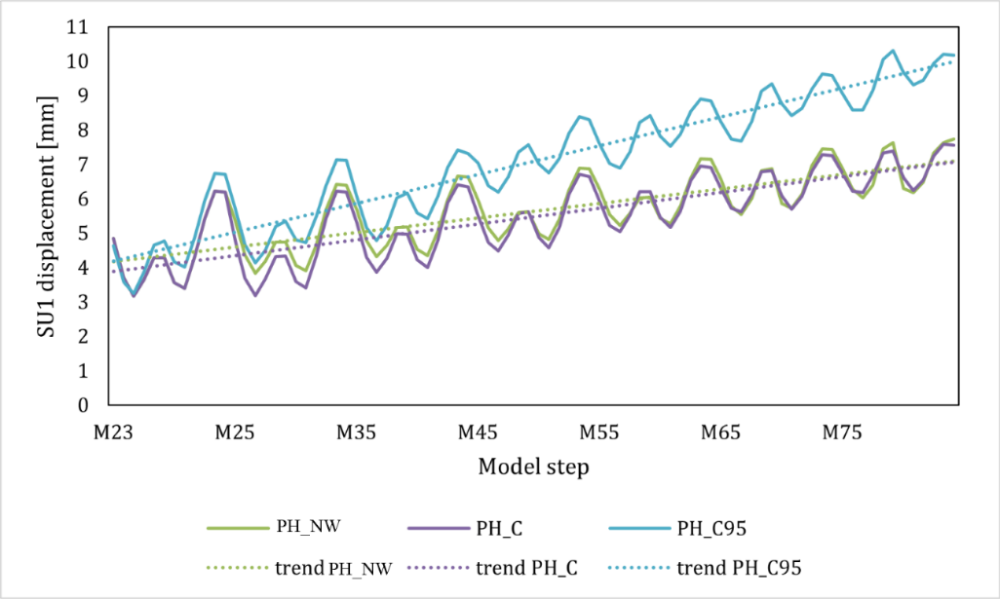 11
10
9
8
7
6
5
4
3
2
1
0
SU1 displacement [mm]
M23 M25 M35 M45 M55 M65 M75
Model step
PH_NW PH_C PH_C95
trend PH_NW trend PH_C trend PH_C95